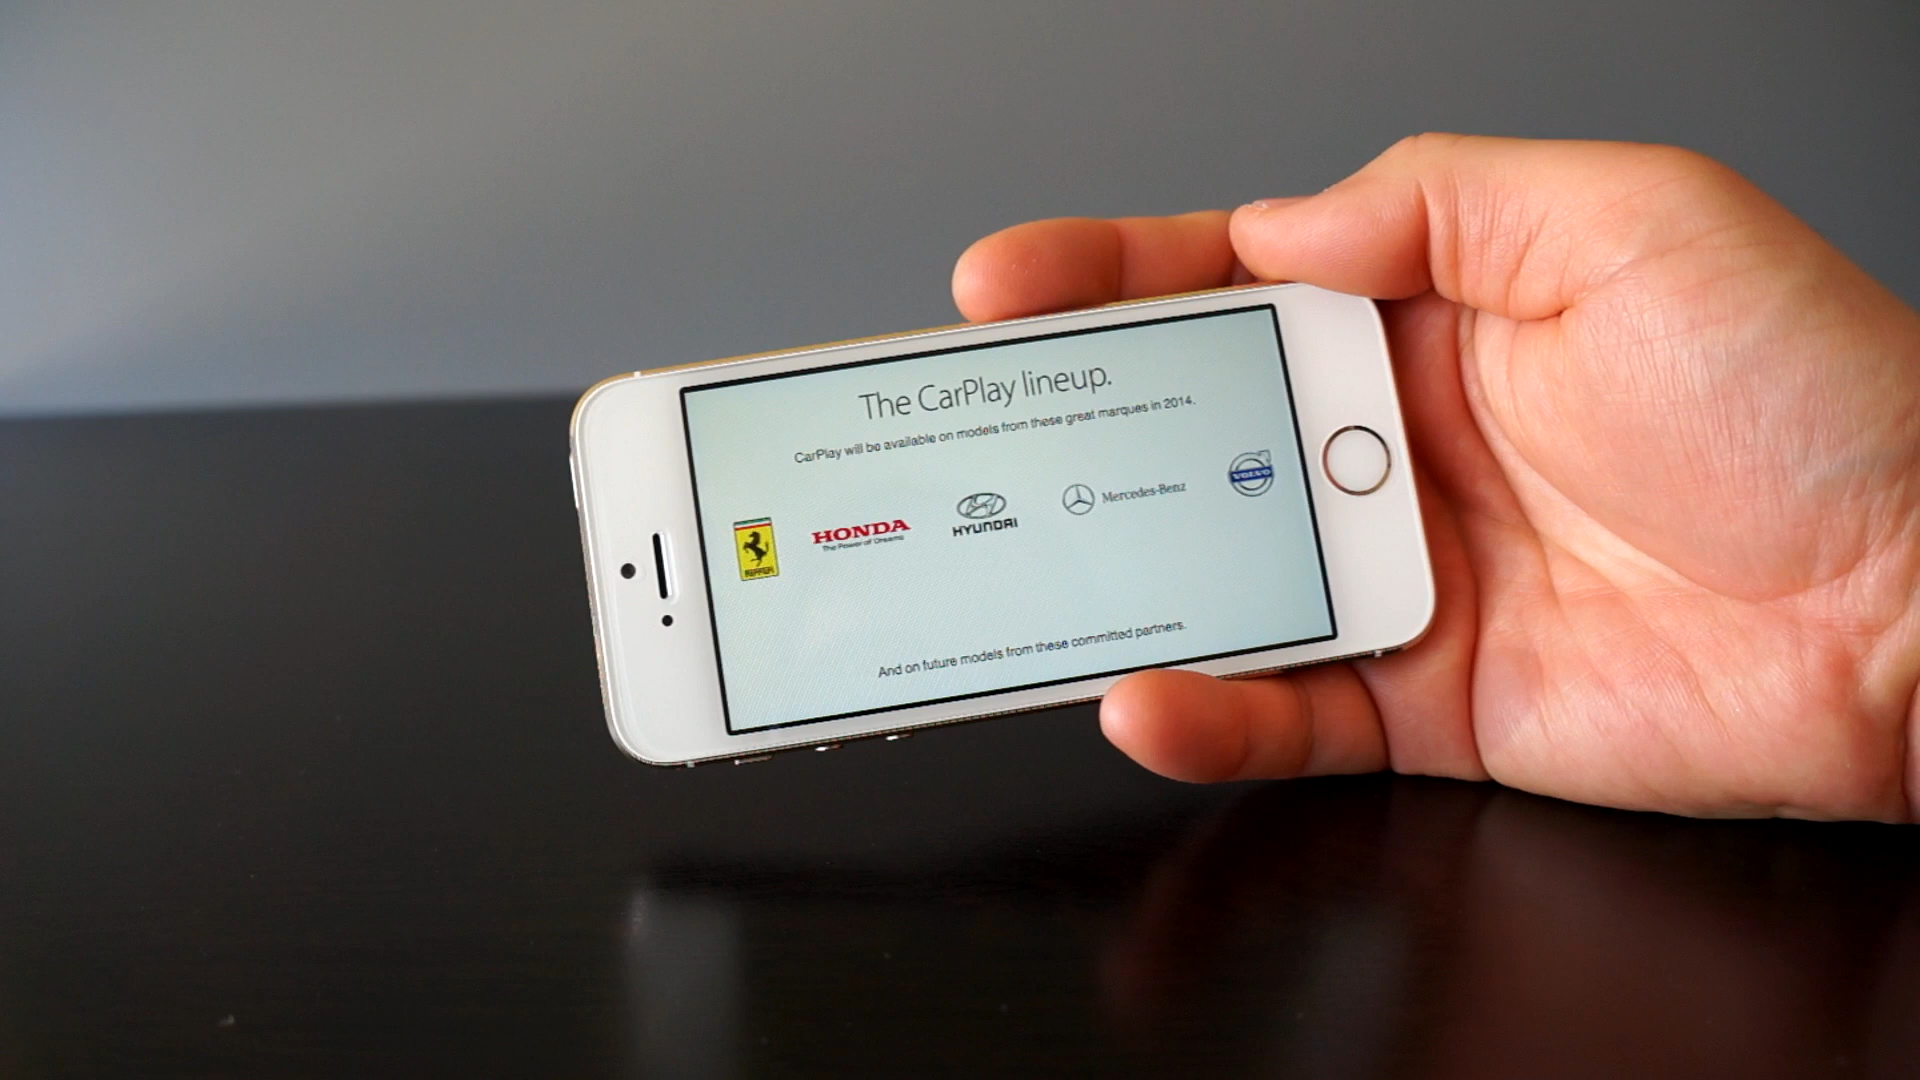 The CarPlay lineup.
CarPlay will be available on models from these great marques in 2014.
FERRARI
HONDA
The Power of Dreams
HYUNDAI
Mercedes-Benz
VOLVO
And on future models from these committed partners.